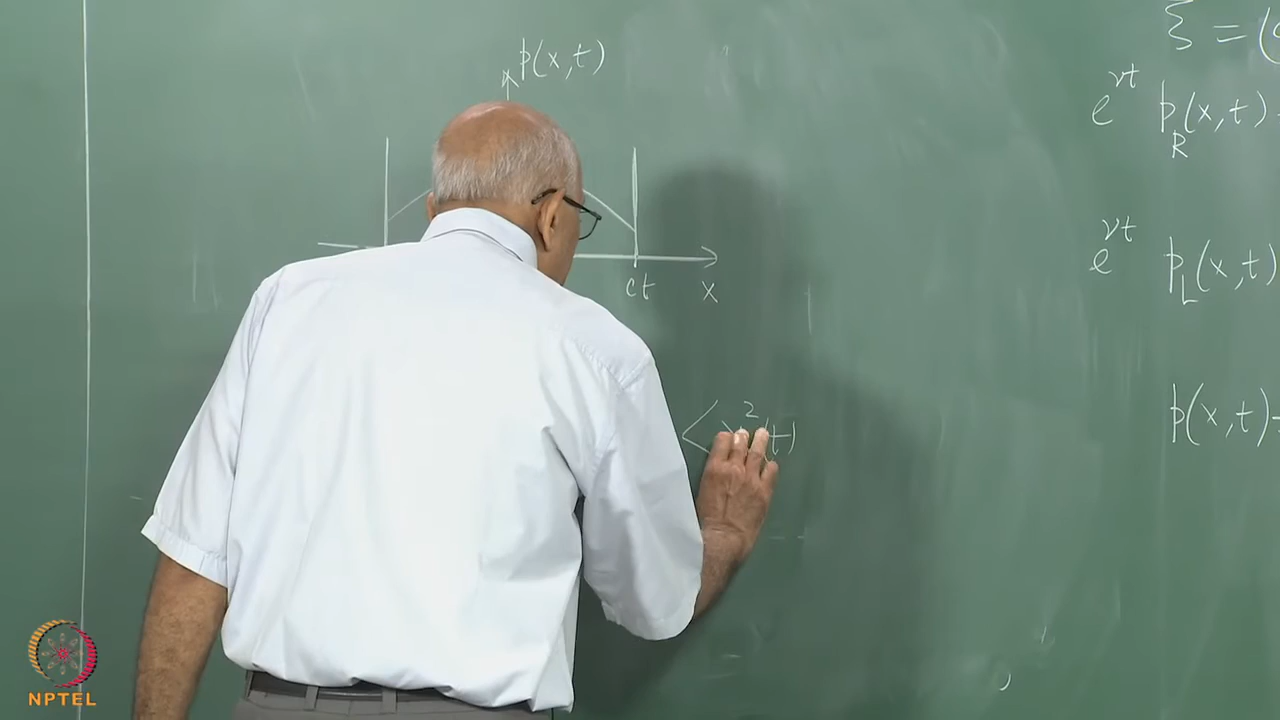 p(x,t)
ct
x
<x²(t)
ξ = (
e^νt p_R(x,t)
e^νt p_L(x,t)
p(x,t)
NPTEL